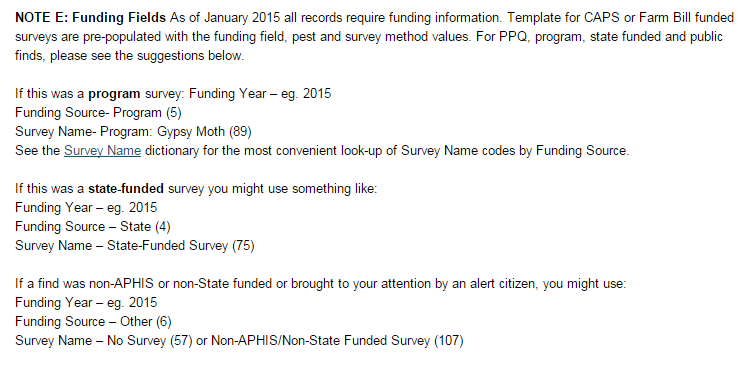 NOTE E: Funding Fields As of January 2015 all records require funding information. Template for CAPS or Farm Bill funded
surveys are pre-populated with the funding field, pest and survey method values. For PPQ, program, state funded and public
finds, please see the suggestions below.
If this was a program survey: Funding Year – eg. 2015
Funding Source- Program (5)
Survey Name- Program: Gypsy Moth (89)
See the Survey Name dictionary for the most convenient look-up of Survey Name codes by Funding Source.
If this was a state-funded survey you might use something like:
Funding Year – eg. 2015
Funding Source – State (4)
Survey Name – State-Funded Survey (75)
If a find was non-APHIS or non-State funded or brought to your attention by an alert citizen, you might use:
Funding Year – eg. 2015
Funding Source – Other (6)
Survey Name – No Survey (57) or Non-APHIS/Non-State Funded Survey (107)